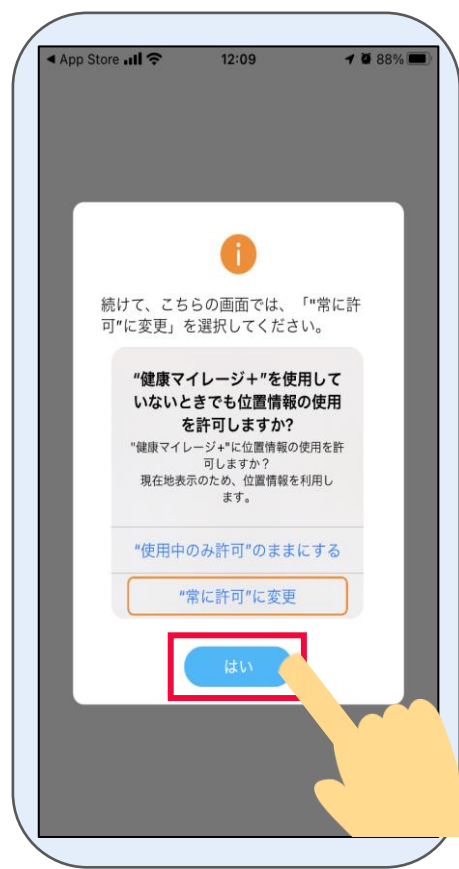 ◀ App Store 12:09 88%
i
続けて、こちらの画面では、「"常に許
可"に変更」を選択してください。
"健康マイレージ+"を使用して
いないときでも位置情報の使用
を許可しますか?
"健康マイレージ+"に位置情報の使用を許
可しますか？
現在地表示のため、位置情報を利用し
ます。
"使用中のみ許可"のままにする
"常に許可"に変更
はい